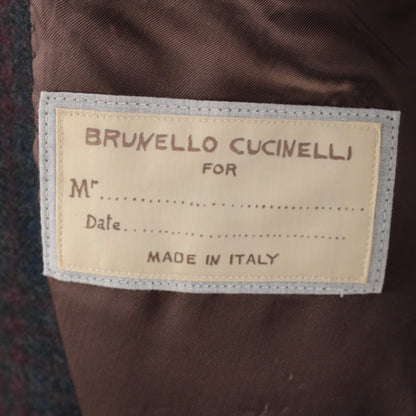 BRUNELLO CUCINELLI
FOR
Mr..............................
Date..............................
MADE IN ITALY